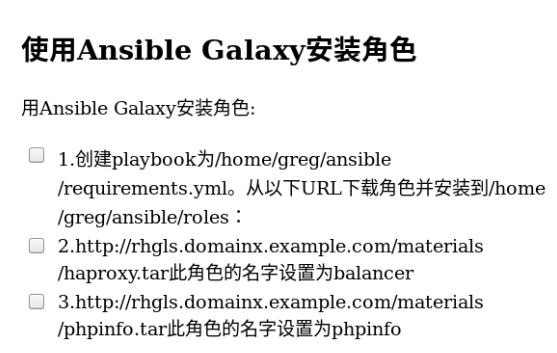 使用Ansible Galaxy安装角色
用Ansible Galaxy安装角色:
1.创建playbook为/home/greg/ansible
/requirements.yml。从以下URL下载角色并安装到/home
/greg/ansible/roles：
2.http://rhgls.domainx.example.com/materials
/haproxy.tar此角色的名字设置为balancer
3.http://rhgls.domainx.example.com/materials
/phpinfo.tar此角色的名字设置为phpinfo